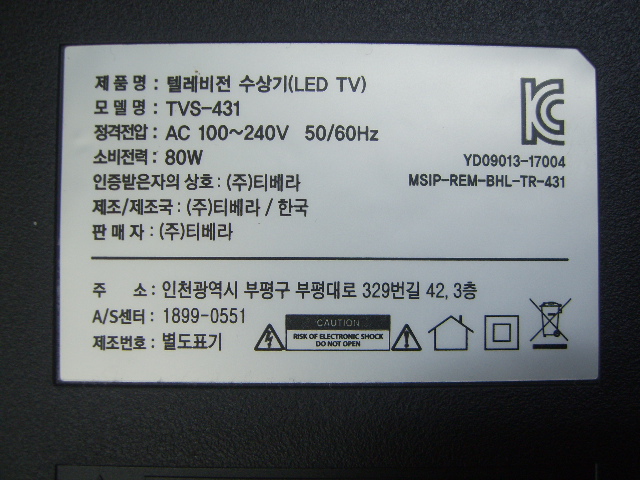 제 품 명 : 텔레비전 수상기(LED TV)
모 델 명 : TVS-431
정격전압 : AC 100~240V 50/60Hz
소비전력 : 80W
인증받은자의 상호 : (주)티베라
제조/제조국 : (주)티베라 / 한국
판 매 자 : (주)티베라
KC
YD09013-17004
MSIP-REM-BHL-TR-431
주 소 : 인천광역시 부평구 부평대로 329번길 42, 3층
A/S센터 : 1899-0551
제조번호 : 별도표기
CAUTION
RISK OF ELECTRONIC SHOCK
DO NOT OPEN